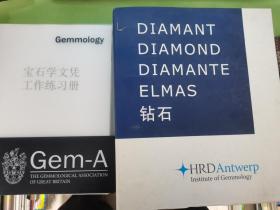 Gemmology
宝石学文凭
工作练习册
Gem-A
THE GEMMOLOGICAL ASSOCIATION
OF GREAT BRITAIN
DIAMANT
DIAMOND
DIAMANTE
ELMAS
钻石
HRDAntwerp
Institute of Gemmology